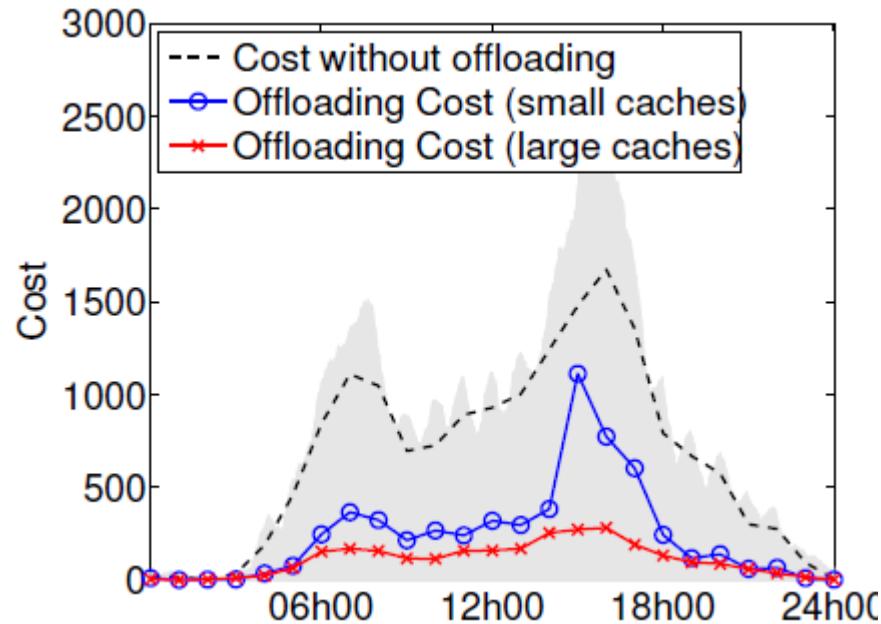 3000
Cost without offloading
Offloading Cost (small caches)
Offloading Cost (large caches)
2500
2000
1500
1000
500
0
Cost
06h00 12h00 18h00 24h00